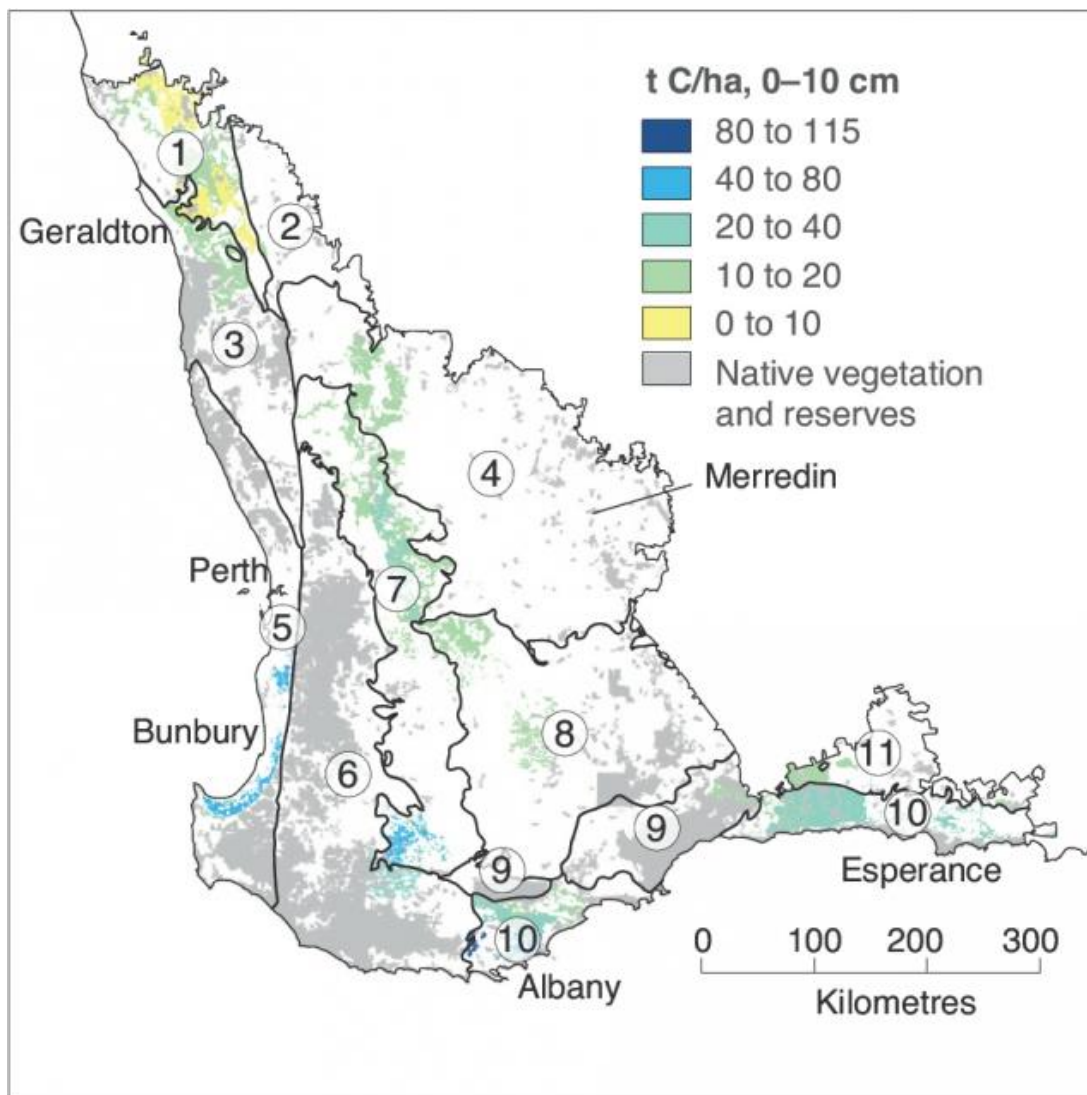 t C/ha, 0–10 cm
80 to 115
40 to 80
20 to 40
10 to 20
0 to 10
Native vegetation
and reserves
1
2
Geraldton
3
4
Merredin
Perth
7
5
Bunbury
8
11
6
9
10
9
Esperance
10
Albany
0 100 200 300
Kilometres